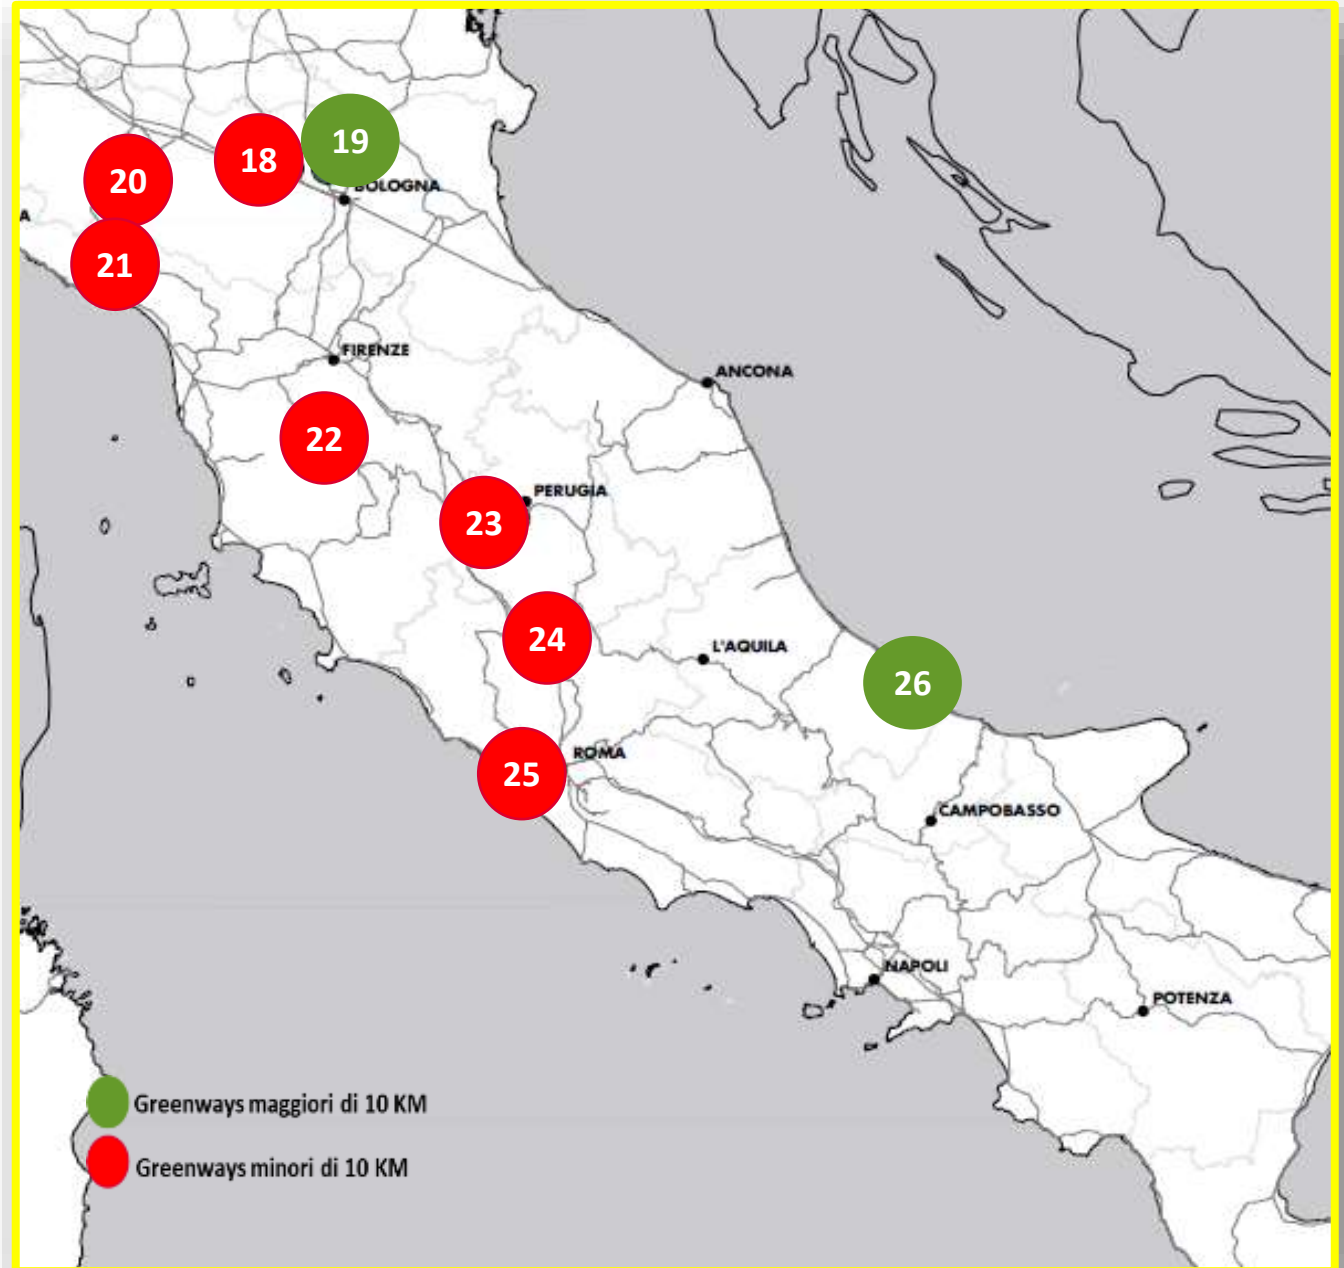 19
18
20
BOLOGNA
A
21
FIRENZE
ANCONA
22
PERUGIA
23
24
L'AQUILA
26
ROMA
25
CAMPOBASSO
NAPOLI
POTENZA
Greenways maggiori di 10 KM
Greenways minori di 10 KM